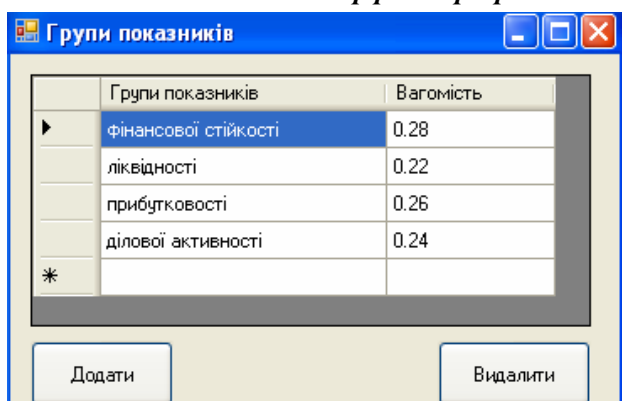 Групи показників
Групи показників Вагомість
фінансової стійкості 0.28
ліквідності 0.22
прибутковості 0.26
ділової активності 0.24
Додати Видалити